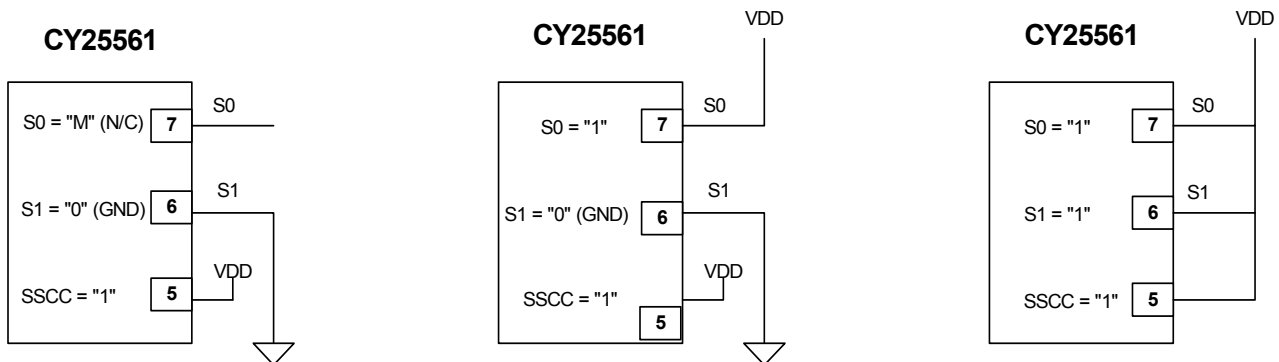 CY25561
S0 = "M" (N/C) 7 S0
S1 = "0" (GND) 6 S1
SSCC = "1" 5 VDD
CY25561
VDD
S0 = "1" 7 S0
S1 = "0" (GND) 6 S1
SSCC = "1" 5 VDD
CY25561
VDD
S0 = "1" 7 S0
S1 = "1" 6 S1
SSCC = "1" 5